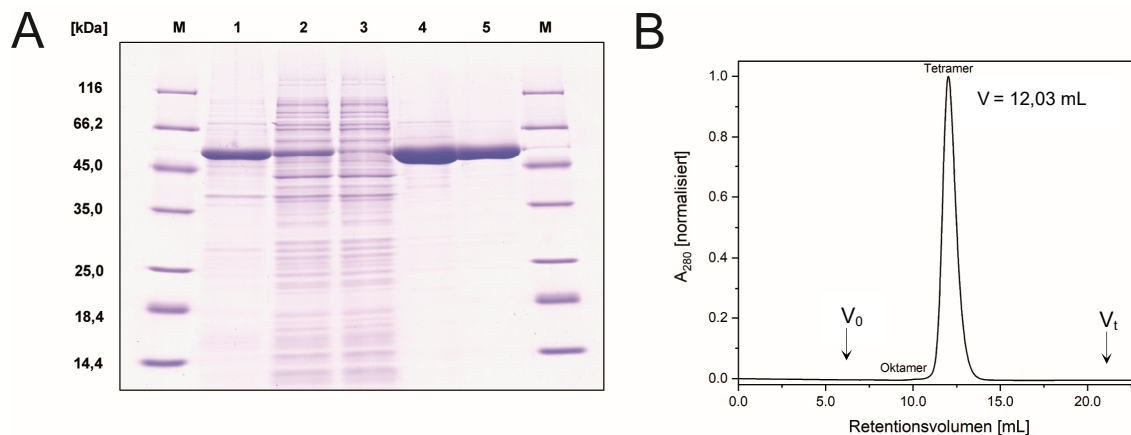 A
[kDa] M 1 2 3 4 5 M
116
66,2
45,0
35,0
25,0
18,4
14,4
B
Tetramer
V = 12,03 mL
V0
Vt
Oktamer
A280 [normalisiert]
1.0
0.8
0.6
0.4
0.2
0.0
0.0 5.0 10.0 15.0 20.0
Retentionsvolumen [mL]